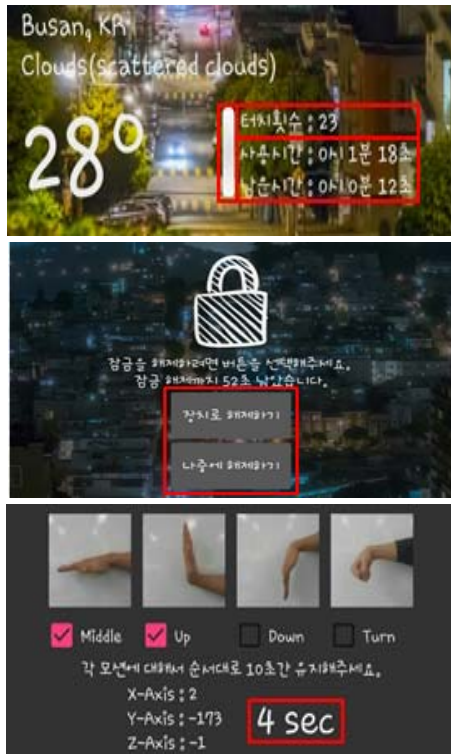 Busan, KR
Clouds(scattered clouds)
28°
터치횟수 : 23
사용시간 : 0시 1분 18초
남은시간 : 0시 0분 12초
잠금을 해제하려면 버튼을 선택해주세요.
잠금 해제까지 52초 남았습니다.
장치로 해제하기
나중에 해제하기
Middle Up Down Turn
각 모션에 대해서 순서대로 10초간 유지해주세요.
X-Axis : 2
Y-Axis : -173
4 sec
Z-Axis : -1